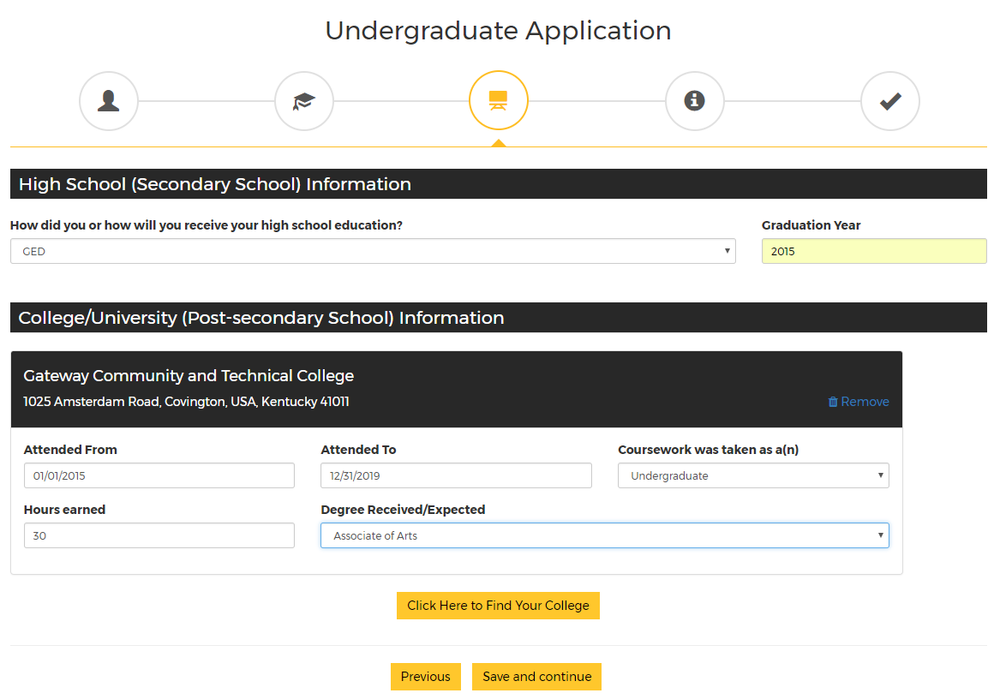 Undergraduate Application
High School (Secondary School) Information
How did you or how will you receive your high school education?
Graduation Year
GED
2015
College/University (Post-secondary School) Information
Gateway Community and Technical College
1025 Amsterdam Road, Covington, USA, Kentucky 41011
Remove
Attended From
Attended To
Coursework was taken as a(n)
01/01/2015
12/31/2019
Undergraduate
Hours earned
Degree Received/Expected
30
Associate of Arts
Click Here to Find Your College
Previous
Save and continue